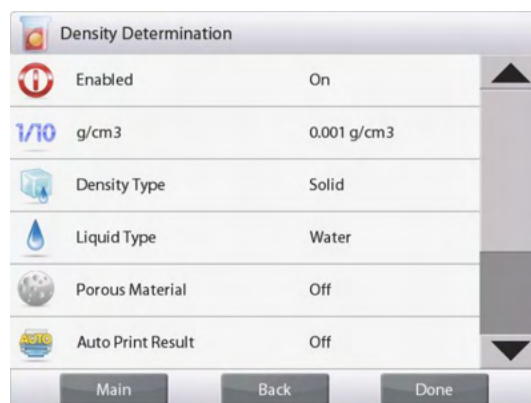 Density Determination
Enabled On
1/10 g/cm3 0.001 g/cm3
Density Type Solid
Liquid Type Water
Porous Material Off
AUTO Auto Print Result Off
Main Back Done